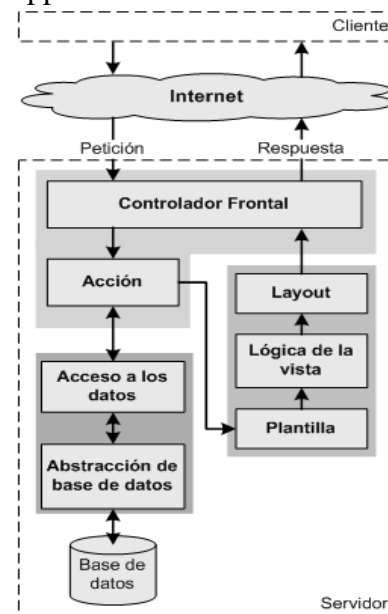 Cliente
Internet
Petición
Respuesta
Controlador Frontal
Acción
Layout
Lógica de la
vista
Acceso a los
datos
Plantilla
Abstracción de
base de datos
Base de
datos
Servidor